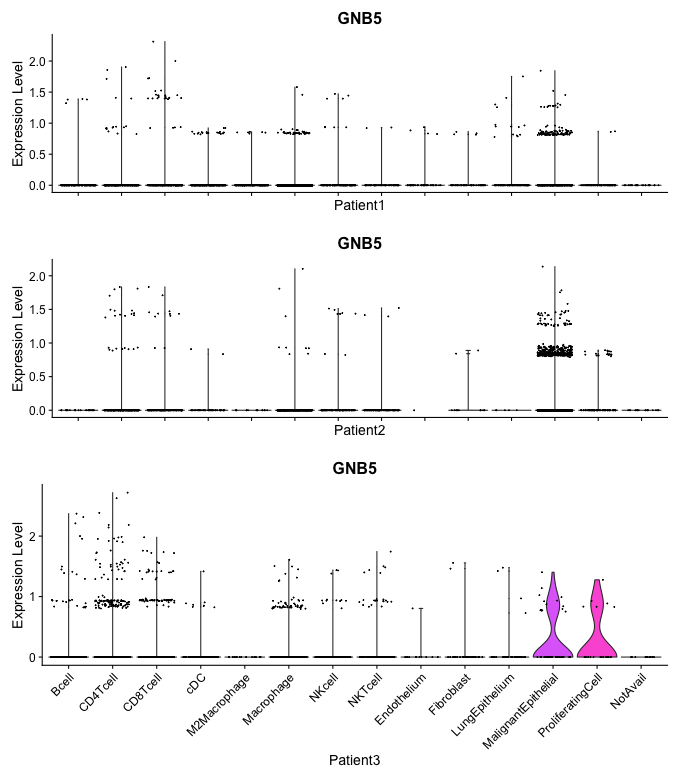 GNB5
Expression Level
2.0
1.5
1.0
0.5
0.0
Patient1
GNB5
Expression Level
2.0
1.5
1.0
0.5
0.0
Patient2
GNB5
Expression Level
2
1
0
Bcell
CD4Tcell
CD8Tcell
cDC
M2Macrophage
Macrophage
NKcell
NKTcell
Endothelium
Fibroblast
LungEpithelium
MalignantEpithelial
ProliferatingCell
NotAvail
Patient3